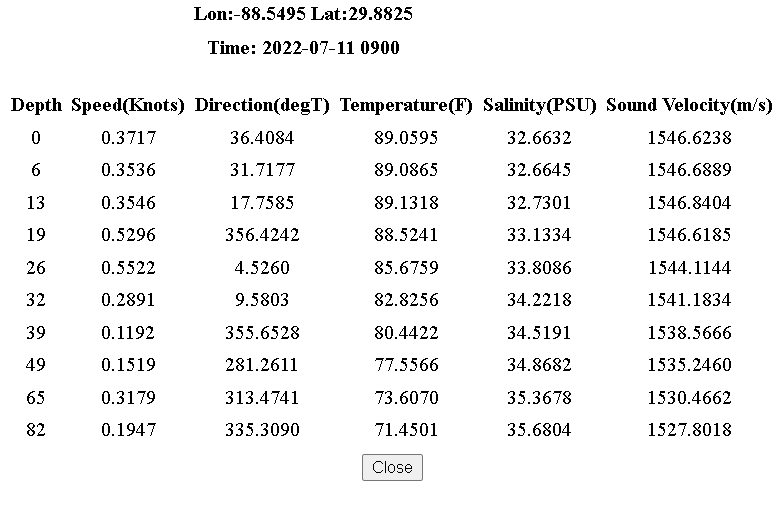 Lon:-88.5495 Lat:29.8825
Time: 2022-07-11 0900
Depth Speed(Knots) Direction(degT) Temperature(F) Salinity(PSU) Sound Velocity(m/s)
0 0.3717 36.4084 89.0595 32.6632 1546.6238
6 0.3536 31.7177 89.0865 32.6645 1546.6889
13 0.3546 17.7585 89.1318 32.7301 1546.8404
19 0.5296 356.4242 88.5241 33.1334 1546.6185
26 0.5522 4.5260 85.6759 33.8086 1544.1144
32 0.2891 9.5803 82.8256 34.2218 1541.1834
39 0.1192 355.6528 80.4422 34.5191 1538.5666
49 0.1519 281.2611 77.5566 34.8682 1535.2460
65 0.3179 313.4741 73.6070 35.3678 1530.4662
82 0.1947 335.3090 71.4501 35.6804 1527.8018
Close